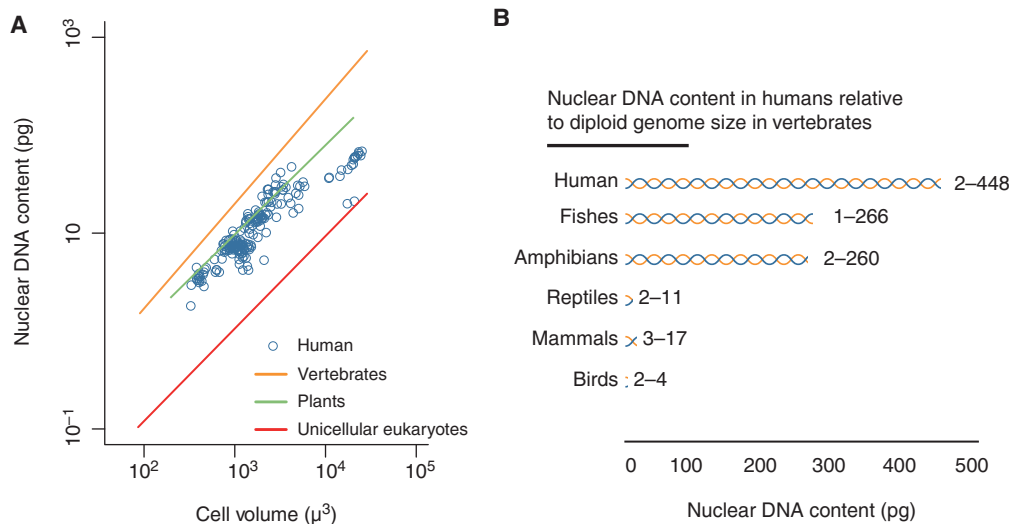 A
10³
10
10⁻¹
Nuclear DNA content (pg)
Human
Vertebrates
Plants
Unicellular eukaryotes
10² 10³ 10⁴ 10⁵
Cell volume (µ³)
B
Nuclear DNA content in humans relative
to diploid genome size in vertebrates
Human 2–448
Fishes 1–266
Amphibians 2–260
Reptiles 2–11
Mammals 3–17
Birds 2–4
0 100 200 300 400 500
Nuclear DNA content (pg)